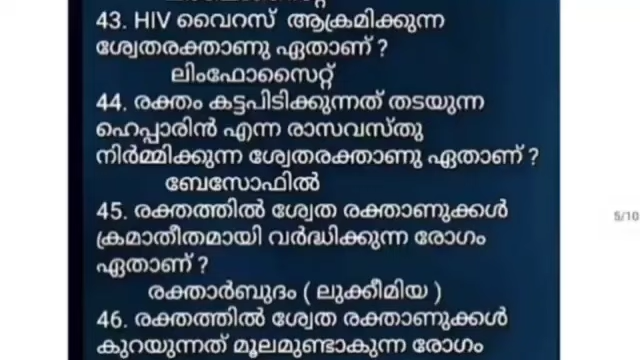 43. HIV വൈറസ് ആക്രമിക്കുന്ന
ശ്വേതരക്താണു ഏതാണ് ?
ലിംഫോസൈറ്റ്
44. രക്തം കട്ടപിടിക്കുന്നത് തടയുന്ന
ഹെപ്പാരിൻ എന്ന രാസവസ്തു
നിർമ്മിക്കുന്ന ശ്വേതരക്താണു ഏതാണ് ?
ബേസോഫിൽ
45. രക്തത്തിൽ ശ്വേത രക്താണുക്കൾ
ക്രമാതീതമായി വർദ്ധിക്കുന്ന രോഗം
ഏതാണ് ?
രക്താർബുദം ( ലുക്കീമിയ )
46. രക്തത്തിൽ ശ്വേത രക്താണുക്കൾ
കുറയുന്നത് മൂലമുണ്ടാകുന്ന രോഗം
5/10